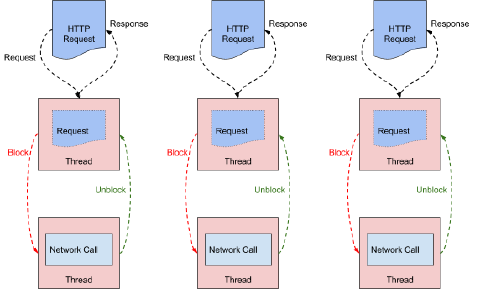 HTTP
Request
Response
Request
Request
Thread
Block
Unblock
Network Call
Thread
HTTP
Request
Response
Request
Request
Thread
Block
Unblock
Network Call
Thread
HTTP
Request
Response
Request
Request
Thread
Block
Unblock
Network Call
Thread